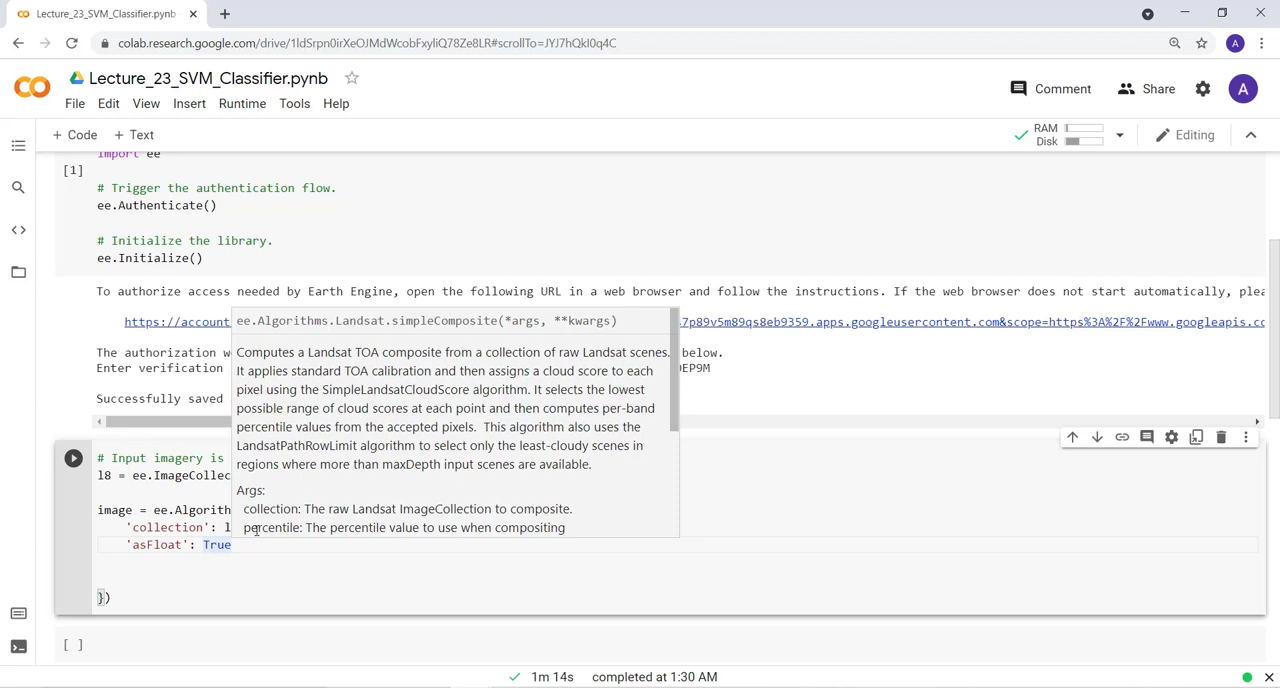 Lecture_23_SVM_Classifier.pynb
colab.research.google.com/drive/1ldSrpn0irXeOJMdWcobFxyliQ78Ze8LR#scrollTo=JYJ7hQkI0q4C
A
Lecture_23_SVM_Classifier.pynb
Comment
Share
A
File Edit View Insert Runtime Tools Help
+ Code + Text
RAM
Disk
Editing
import ee
[1]
# Trigger the authentication flow.
ee.Authenticate()
# Initialize the library.
ee.Initialize()
To authorize access needed by Earth Engine, open the following URL in a web browser and follow the instructions. If the web browser does not start automatically, plea
https://account 7p89v5m89qs8eb9359.apps.googleusercontent.com&scope=https%3A%2F%2Fwww.googleapis.cc
The authorization w below.
Enter verification DEP9M
Successfully saved
ee.Algorithms.Landsat.simpleComposite(*args, **kwargs)
Computes a Landsat TOA composite from a collection of raw Landsat scenes.
It applies standard TOA calibration and then assigns a cloud score to each
pixel using the SimpleLandsatCloudScore algorithm. It selects the lowest
possible range of cloud scores at each point and then computes per-band
percentile values from the accepted pixels. This algorithm also uses the
LandsatPathRowLimit algorithm to select only the least-cloudy scenes in
regions where more than maxDepth input scenes are available.
Args:
collection: The raw Landsat ImageCollection to composite.
percentile: The percentile value to use when compositing
# Input imagery is
l8 = ee.ImageCollec
image = ee.Algorith
'collection': l
'asFloat': True
})
[ ]
1m 14s completed at 1:30 AM